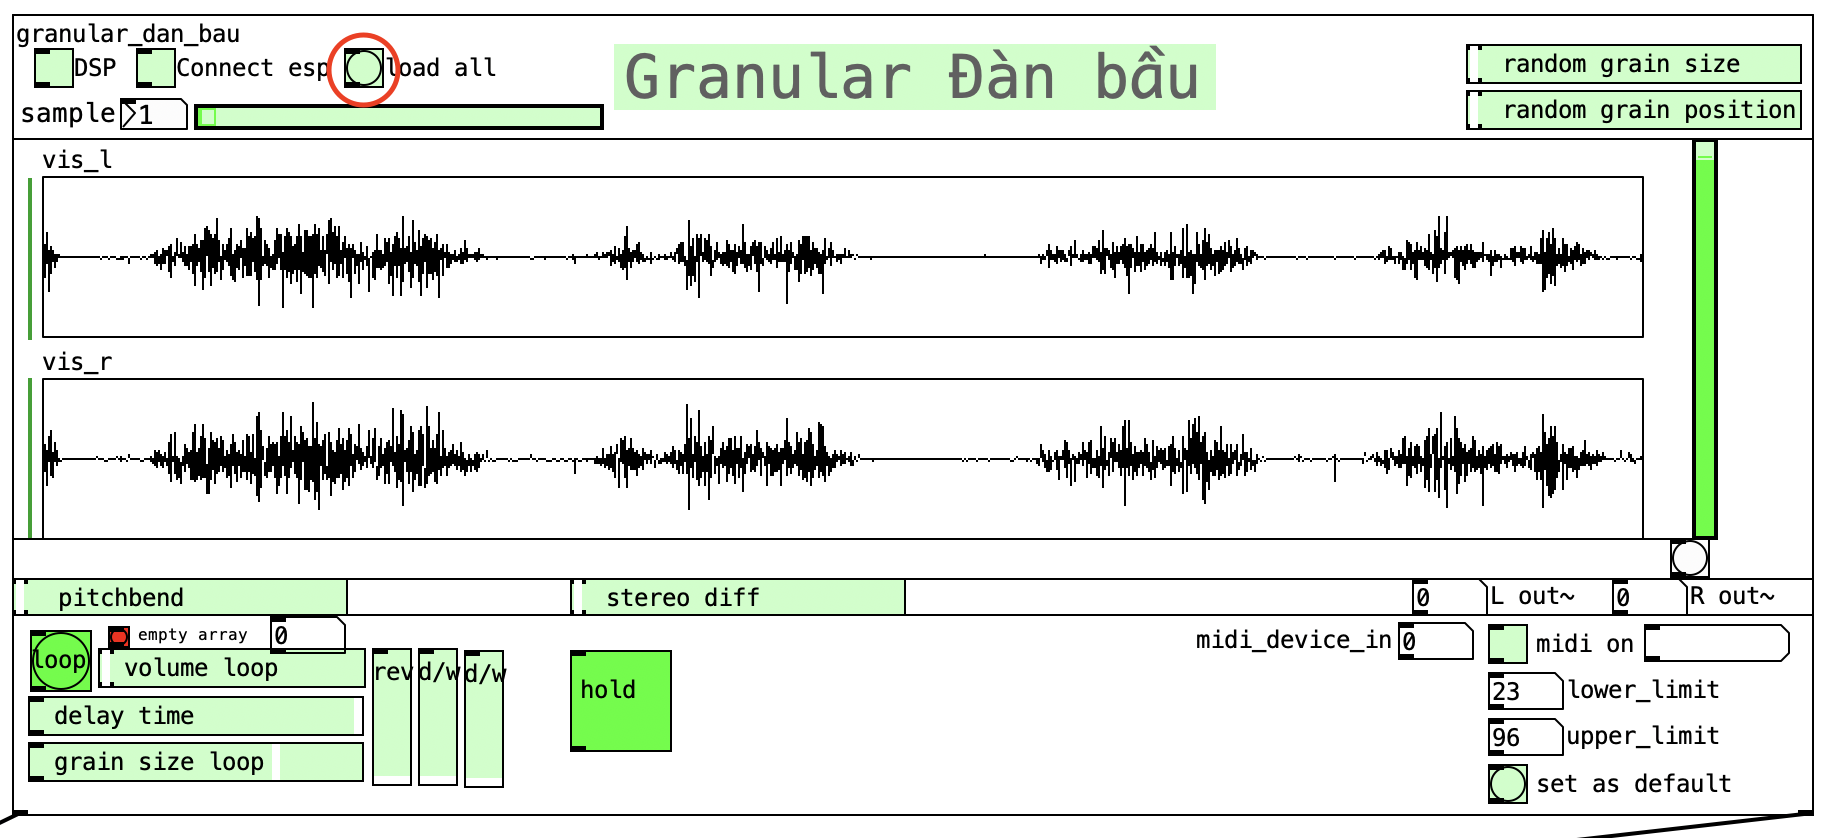 granular_dan_bau
DSP
Connect esp
load all
Granular Đàn bầu
random grain size
sample
1
random grain position
vis_l
vis_r
pitchbend
stereo diff
0
L out~
0
R out~
loop
empty array
0
midi_device_in
0
midi on
volume loop
rev
d/w
d/w
hold
23
lower_limit
delay time
96
upper_limit
grain size loop
set as default